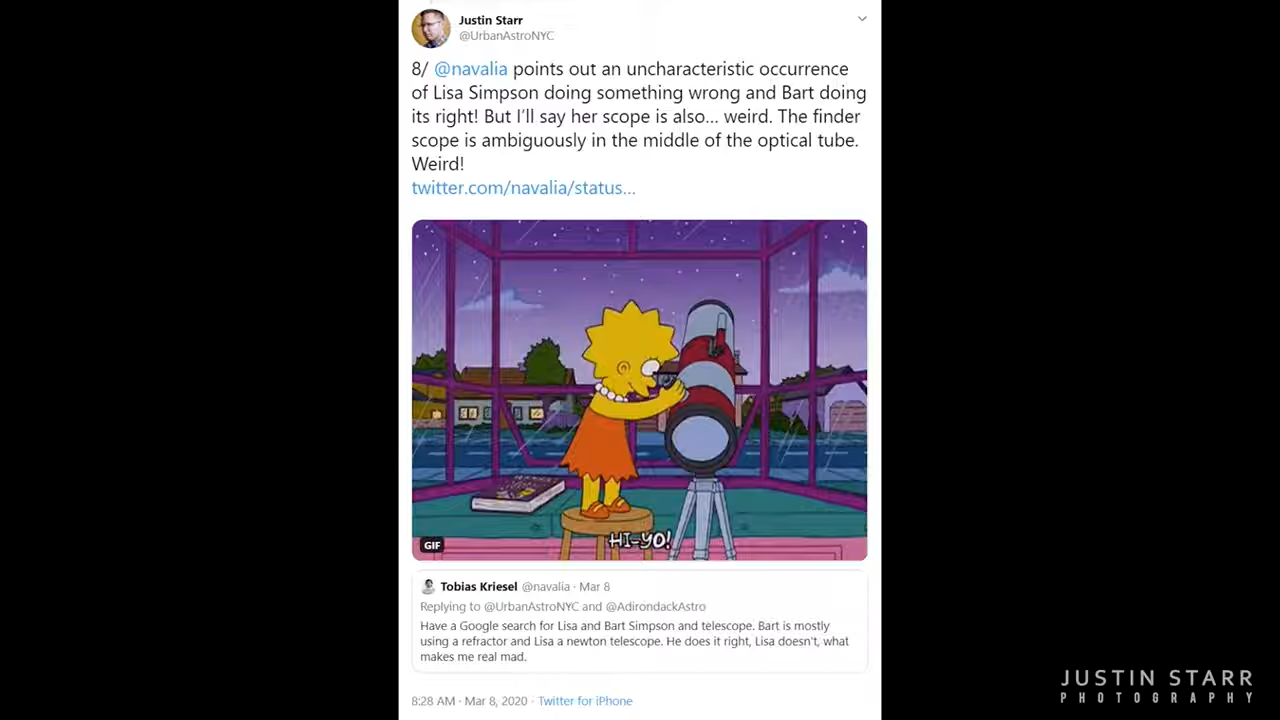 Justin Starr
@UrbanAstroNYC
8/ @navalia points out an uncharacteristic occurrence
of Lisa Simpson doing something wrong and Bart doing
its right! But I'll say her scope is also... weird. The finder
scope is ambiguously in the middle of the optical tube.
Weird!
twitter.com/navalia/status...
HI-YO!
GIF
Tobias Kriesel @navalia · Mar 8
Replying to @UrbanAstroNYC and @AdirondackAstro
Have a Google search for Lisa and Bart Simpson and telescope. Bart is mostly
using a refractor and Lisa a newton telescope. He does it right, Lisa doesn't, what
makes me real mad.
8:28 AM · Mar 8, 2020 · Twitter for iPhone
JUSTIN STARR
PHOTOGRAPHY